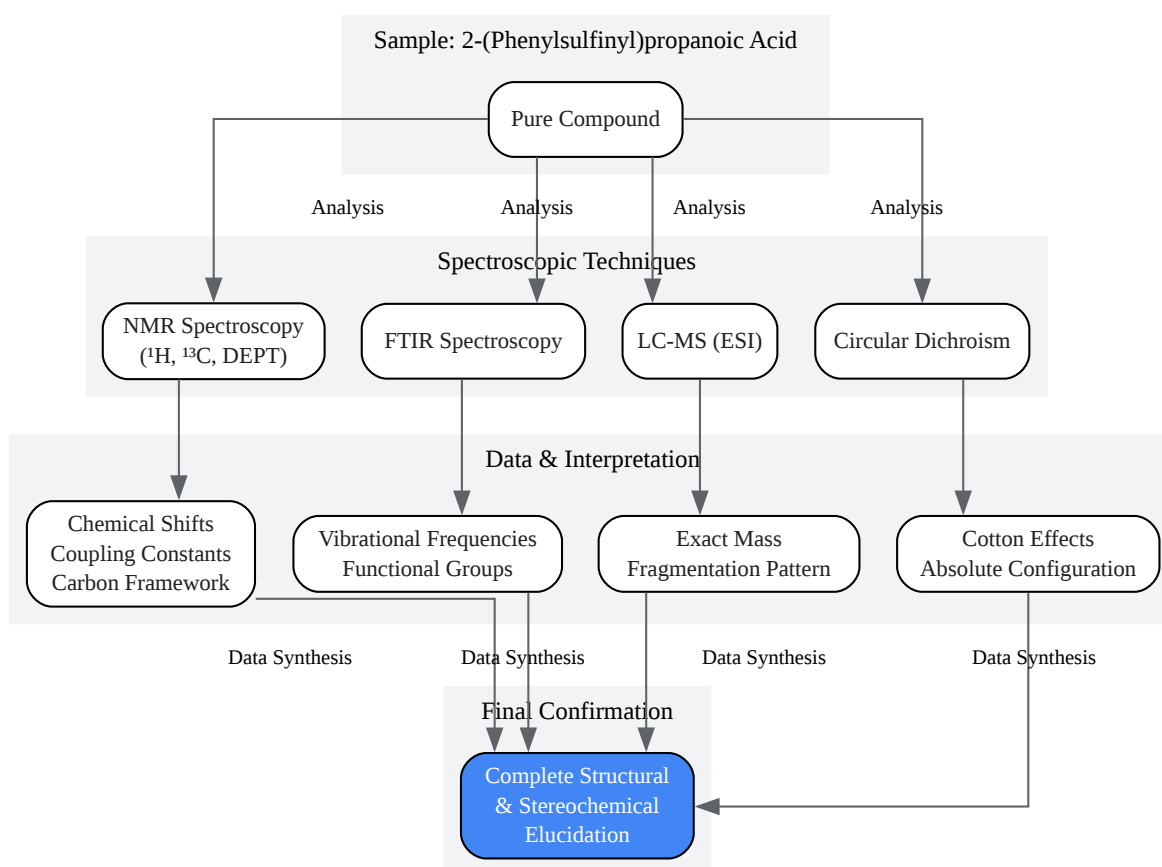 Sample: 2-(Phenylsulfinyl)propanoic Acid
Pure Compound
Analysis
Analysis
Analysis
Analysis
Spectroscopic Techniques
NMR Spectroscopy
(¹H, ¹³C, DEPT)
FTIR Spectroscopy
LC-MS (ESI)
Circular Dichroism
Data & Interpretation
Chemical Shifts
Coupling Constants
Carbon Framework
Vibrational Frequencies
Functional Groups
Exact Mass
Fragmentation Pattern
Cotton Effects
Absolute Configuration
Data Synthesis
Data Synthesis
Data Synthesis
Data Synthesis
Final Confirmation
Complete Structural
& Stereochemical
Elucidation